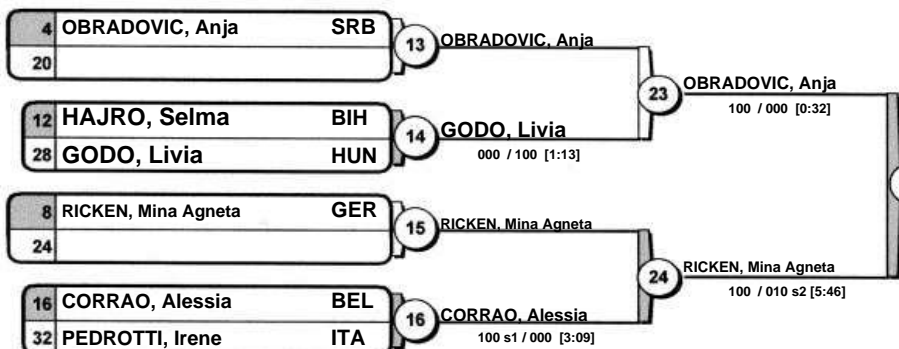 4 OBRADOVIC, Anja SRB
20
13 OBRADOVIC, Anja
12 HAJRO, Selma BIH
28 GODO, Livia HUN
14 GODO, Livia
000 / 100 [1:13]
23 OBRADOVIC, Anja
100 / 000 [0:32]
8 RICKEN, Mina Agneta GER
24
15 RICKEN, Mina Agneta
16 CORRAO, Alessia BEL
32 PEDROTTI, Irene ITA
16 CORRAO, Alessia
100 s1 / 000 [3:09]
24 RICKEN, Mina Agneta
100 / 010 s2 [5:46]